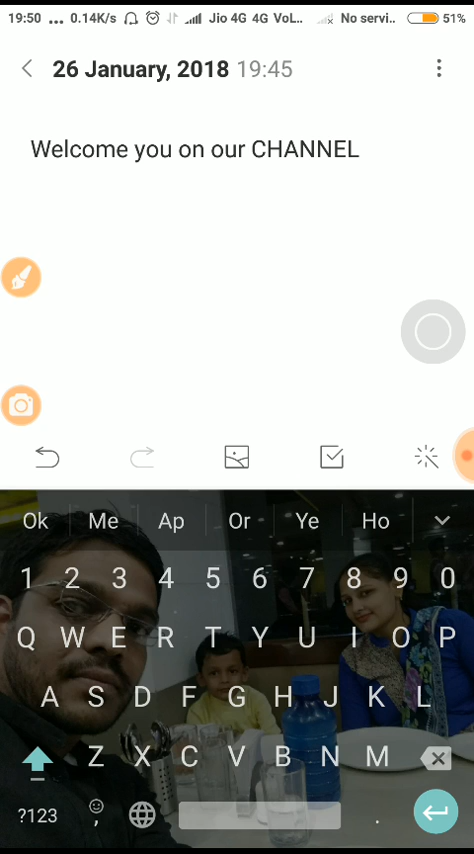 19:50 ... 0.14K/s Jio 4G 4G VoL... No servi.. 51%
26 January, 2018 19:45
Welcome you on our CHANNEL
Ok Me Ap Or Ye Ho
1 2 3 4 5 6 7 8 9 0
Q W E R T Y U I O P
A S D F G H J K L
Z X C V B N M
?123 , .